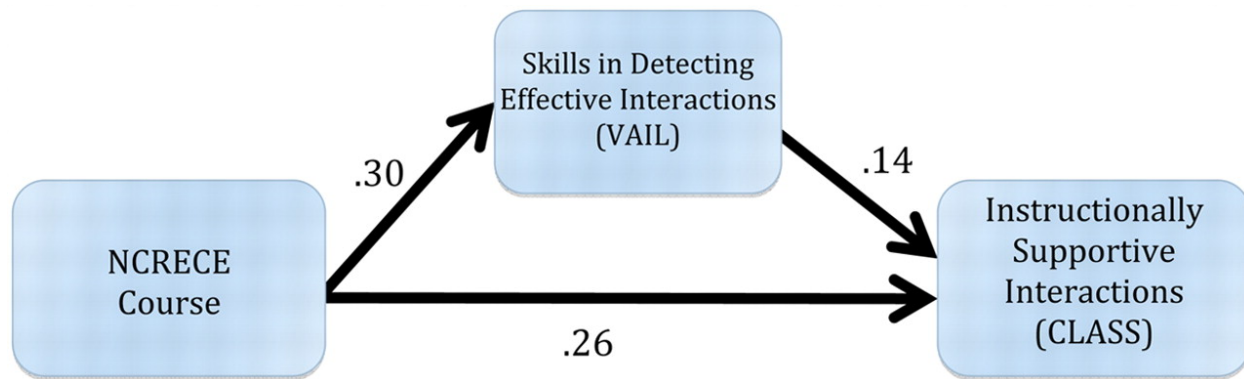 Skills in Detecting
Effective Interactions
(VAIL)
.30
.14
NCRECE
Course
Instructionally
Supportive
Interactions
(CLASS)
.26